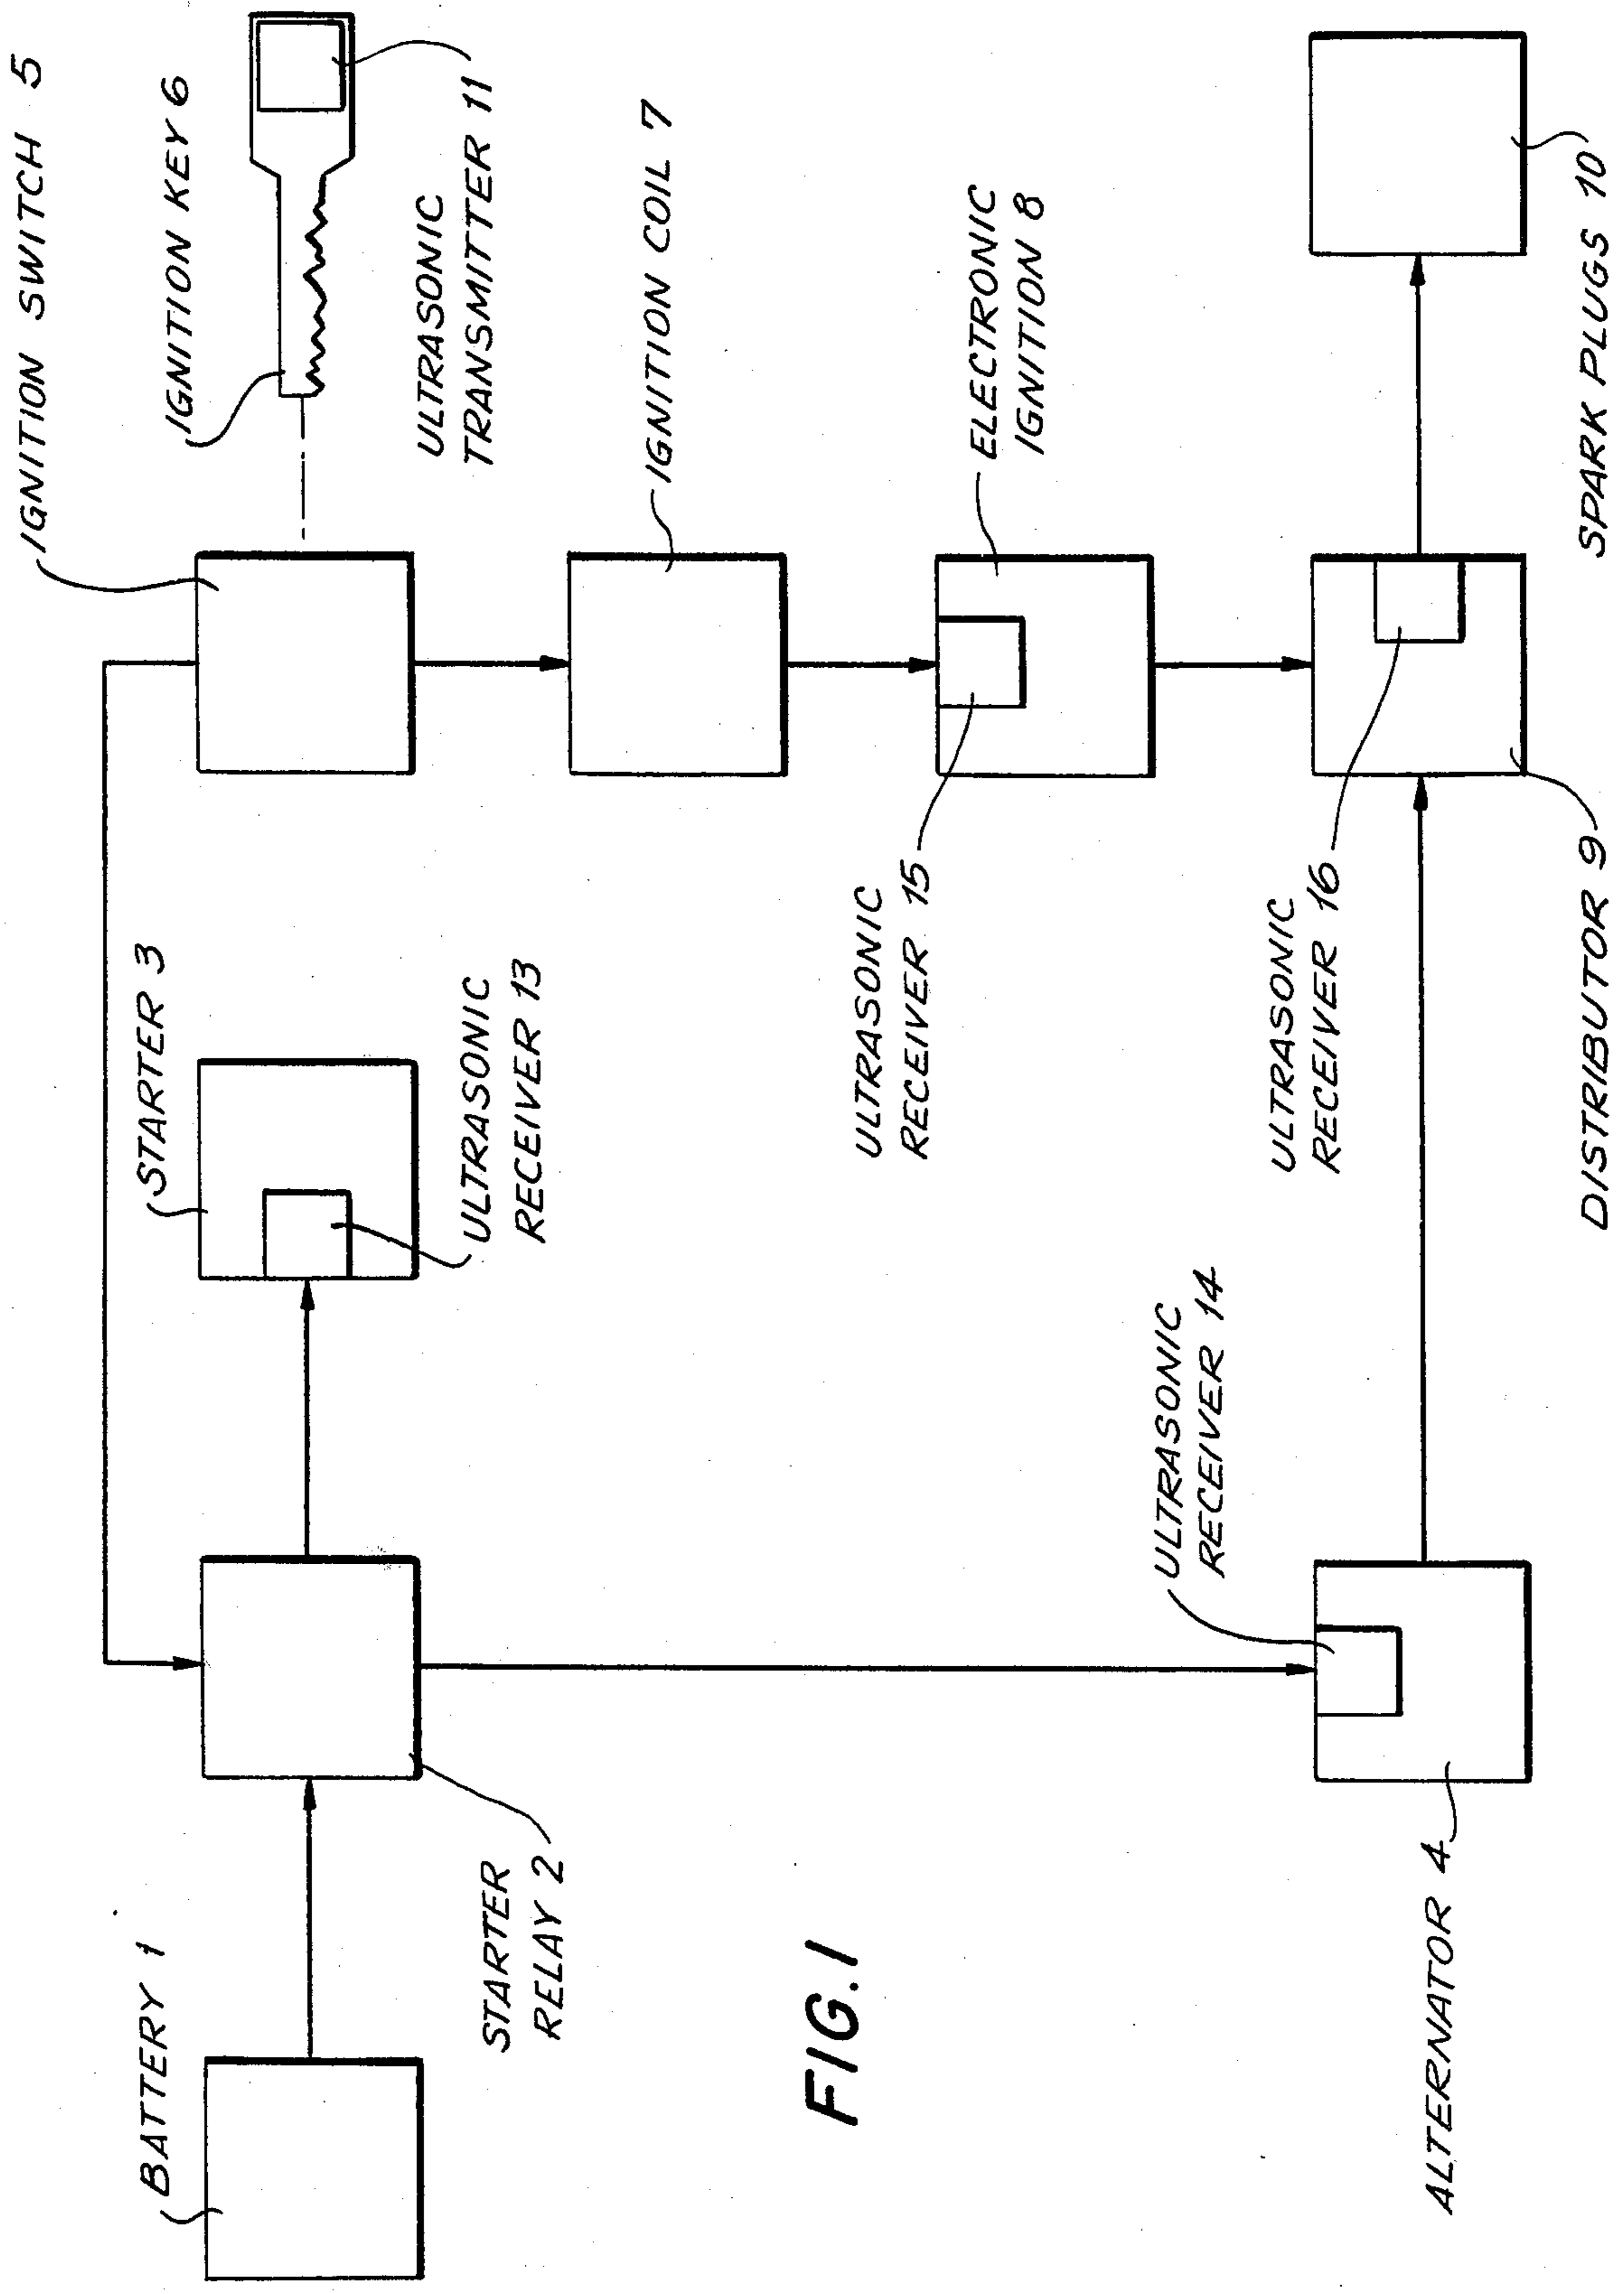 IGNITION SWITCH 5
IGNITION KEY 6
ULTRASONIC
TRANSMITTER 11
STARTER 3
ULTRASONIC
RECEIVER 13
BATTERY 1
STARTER
RELAY 2
IGNITION COIL 7
ELECTRONIC
IGNITION 8
ULTRASONIC
RECEIVER 15
ULTRASONIC
RECEIVER 14
ULTRASONIC
RECEIVER 16
ALTERNATOR 4
DISTRIBUTOR 9
SPARK PLUGS 10
FIG.1